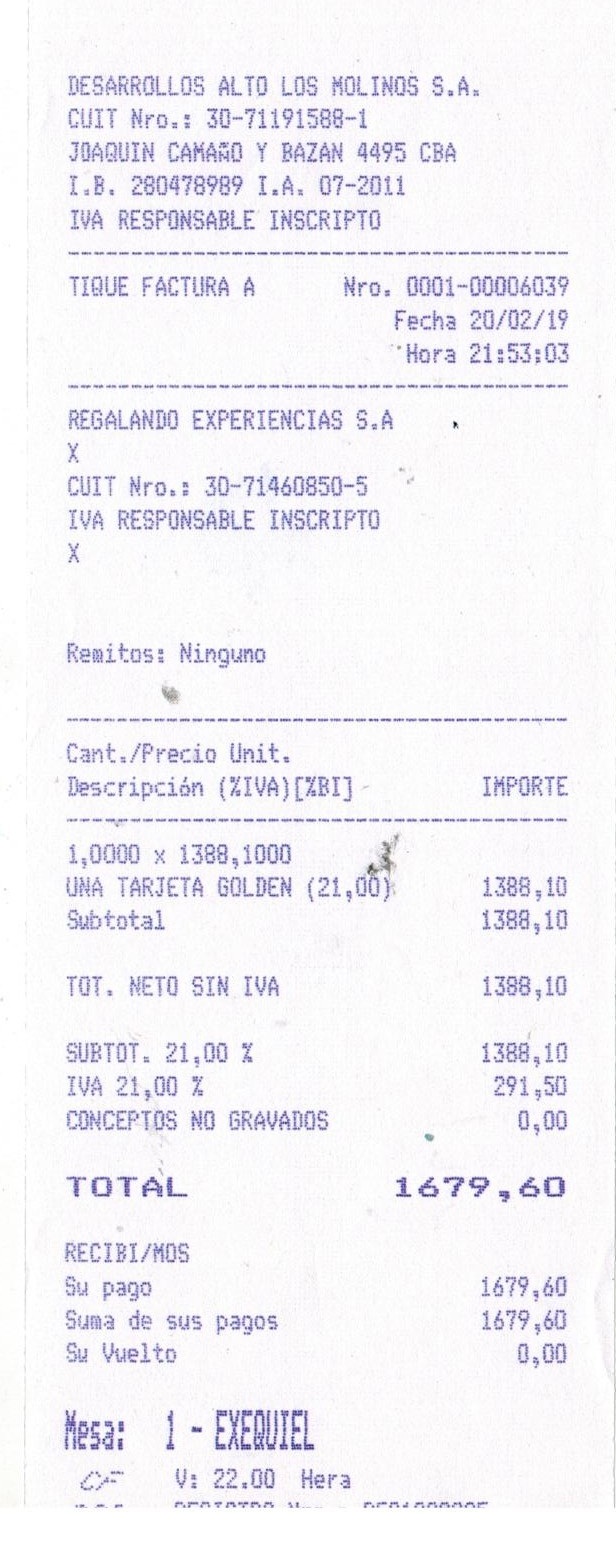 DESARROLLOS ALTO LOS MOLINOS S.A.
CUIT Nro.: 30-71191588-1
JOAQUIN CAMAÑO Y BAZAN 4495 CBA
I.B. 280478989 I.A. 07-2011
IVA RESPONSABLE INSCRIPTO
TIQUE FACTURA A Nro. 0001-00006039
Fecha 20/02/19
Hora 21:53:03
REGALANDO EXPERIENCIAS S.A
X
CUIT Nro.: 30-71460850-5
IVA RESPONSABLE INSCRIPTO
X
Remitos: Ninguno
Cant./Precio Unit.
Descripción (%IVA)[%BI] IMPORTE
1,0000 x 1388,1000
UNA TARJETA GOLDEN (21,00) 1388,10
Subtotal 1388,10
TOT. NETO SIN IVA 1388,10
SUBTOT. 21,00 % 1388,10
IVA 21,00 % 291,50
CONCEPTOS NO GRAVADOS 0,00
TOTAL 1679,60
RECIBI/MOS
Su pago 1679,60
Suma de sus pagos 1679,60
Su Vuelto 0,00
Mesa: 1 - EXEQUIEL
CF V: 22.00 Hera